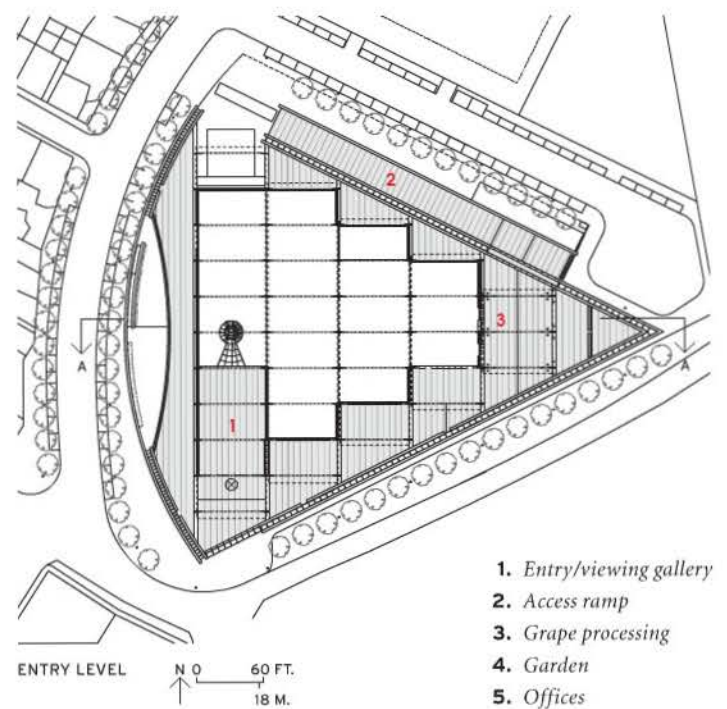 2
3
A
A
1
1. Entry/viewing gallery
2. Access ramp
3. Grape processing
4. Garden
5. Offices
ENTRY LEVEL
N 0 60 FT.
18 M.